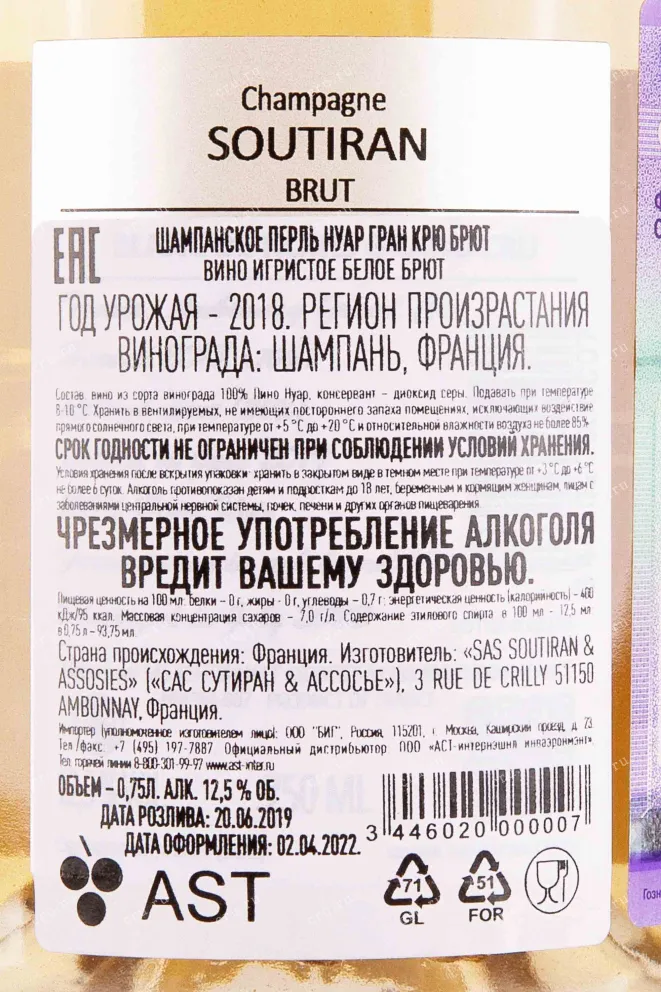 Champagne
SOUTIRAN
BRUT
EAC
ШАМПАНСКОЕ ПЕРЛЬ НУАР ГРАН КРЮ БРЮТ
ВИНО ИГРИСТОЕ БЕЛОЕ БРЮТ
ГОД УРОЖАЯ - 2018. РЕГИОН ПРОИЗРАСТАНИЯ
ВИНОГРАДА: ШАМПАНЬ, ФРАНЦИЯ.
Состав: вино из сорта винограда 100% Пино Нуар, консервант – диоксид серы. Подавать при температуре
8-10 °C. Хранить в вентилируемых, не имеющих постороннего запаха помещениях, исключающих воздействие
прямого солнечного света, при температуре от +5 °C до +20 °C и относительной влажности воздуха не более 85%.
СРОК ГОДНОСТИ НЕ ОГРАНИЧЕН ПРИ СОБЛЮДЕНИИ УСЛОВИЙ ХРАНЕНИЯ.
Условия хранения после вскрытия упаковки: хранить в закрытом виде в темном месте при температуре от +3 °C до +6 °C
не более 6 суток. Алкоголь противопоказан детям и подросткам до 18 лет, беременным и кормящим женщинам, лицам с
заболеваниями центральной нервной системы, почек, печени и других органов пищеварения.
ЧРЕЗМЕРНОЕ УПОТРЕБЛЕНИЕ АЛКОГОЛЯ
ВРЕДИТ ВАШЕМУ ЗДОРОВЬЮ.
Пищевая ценность на 100 мл: белки – 0 г, жиры - 0 г, углеводы – 0,7 г; энергетическая ценность (калорийность) – 400
кДж/95 ккал. Массовая концентрация сахаров – 7,0 г/л. Содержание этилового спирта в 100 мл – 12,5 мл
в 0,75 л – 93,75 мл.
Страна происхождения: Франция. Изготовитель: «SAS SOUTIRAN &
ASSOSIES» («САС СУТИРАН & АССОСЬЕ»), 3 RUE DE CRILLY 51150
AMBONNAY, Франция.
Импортер (уполномоченное изготовителем лицо): ООО "БИГ", Россия, 115201, г. Москва, Каширский проезд, д. 23.
Тел./факс: +7 (495) 197-7887 Официальный дистрибьютор ООО «АСТ-интернэшнл инваэронмэнт».
Тел. горячей линии 8-800-301-99-97 www.ast-inter.ru
ОБЪЕМ – 0,75Л. АЛК. 12,5 % ОБ.
ДАТА РОЗЛИВА: 20.06.2019
ДАТА ОФОРМЛЕНИЯ: 02.04.2022.
3 446020 000007
AST
71
GL
51
FOR